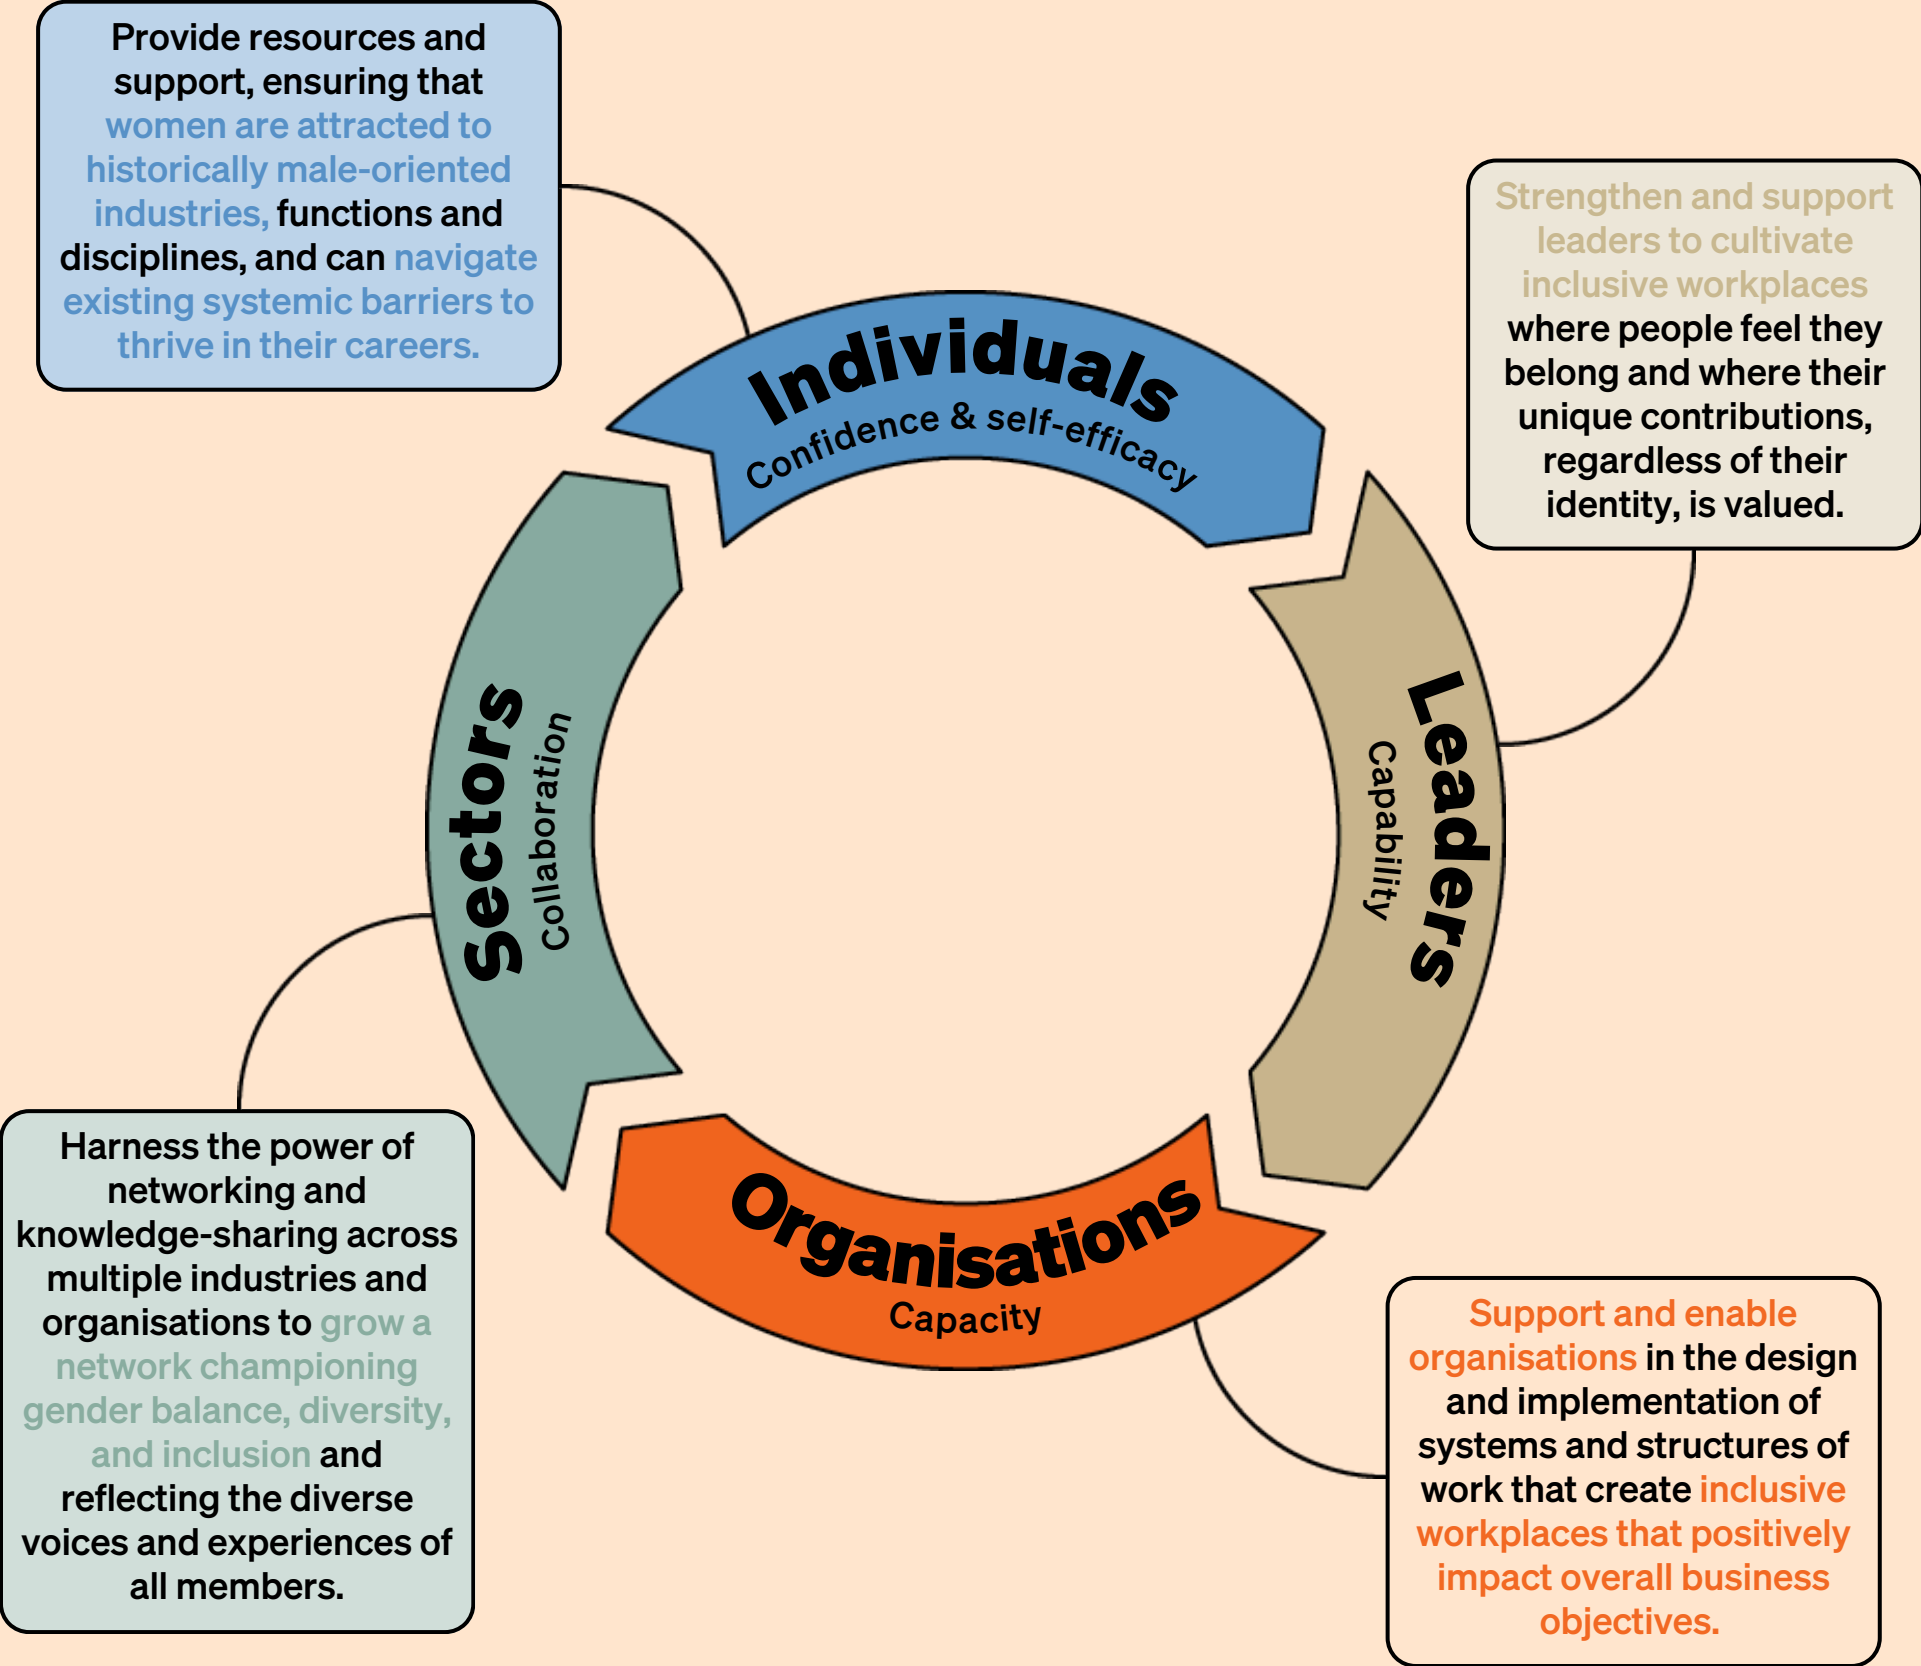 Provide resources and
support, ensuring that
women are attracted to
historically male-oriented
industries, functions and
disciplines, and can navigate
existing systemic barriers to
thrive in their careers.
Strengthen and support
leaders to cultivate
inclusive workplaces
where people feel they
belong and where their
unique contributions,
regardless of their
identity, is valued.
Individuals
Confidence & self-efficacy
Leaders
Capability
Sectors
Collaboration
Organisations
Capacity
Harness the power of
networking and
knowledge-sharing across
multiple industries and
organisations to grow a
network championing
gender balance, diversity,
and inclusion and
reflecting the diverse
voices and experiences of
all members.
Support and enable
organisations in the design
and implementation of
systems and structures of
work that create inclusive
workplaces that positively
impact overall business
objectives.